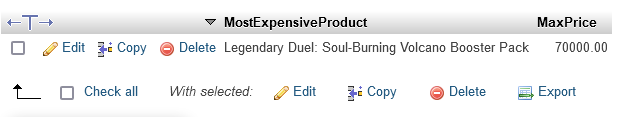 MostExpensiveProduct MaxPrice
Edit Copy Delete Legendary Duel: Soul-Burning Volcano Booster Pack 70000.00
Check all With selected: Edit Copy Delete Export